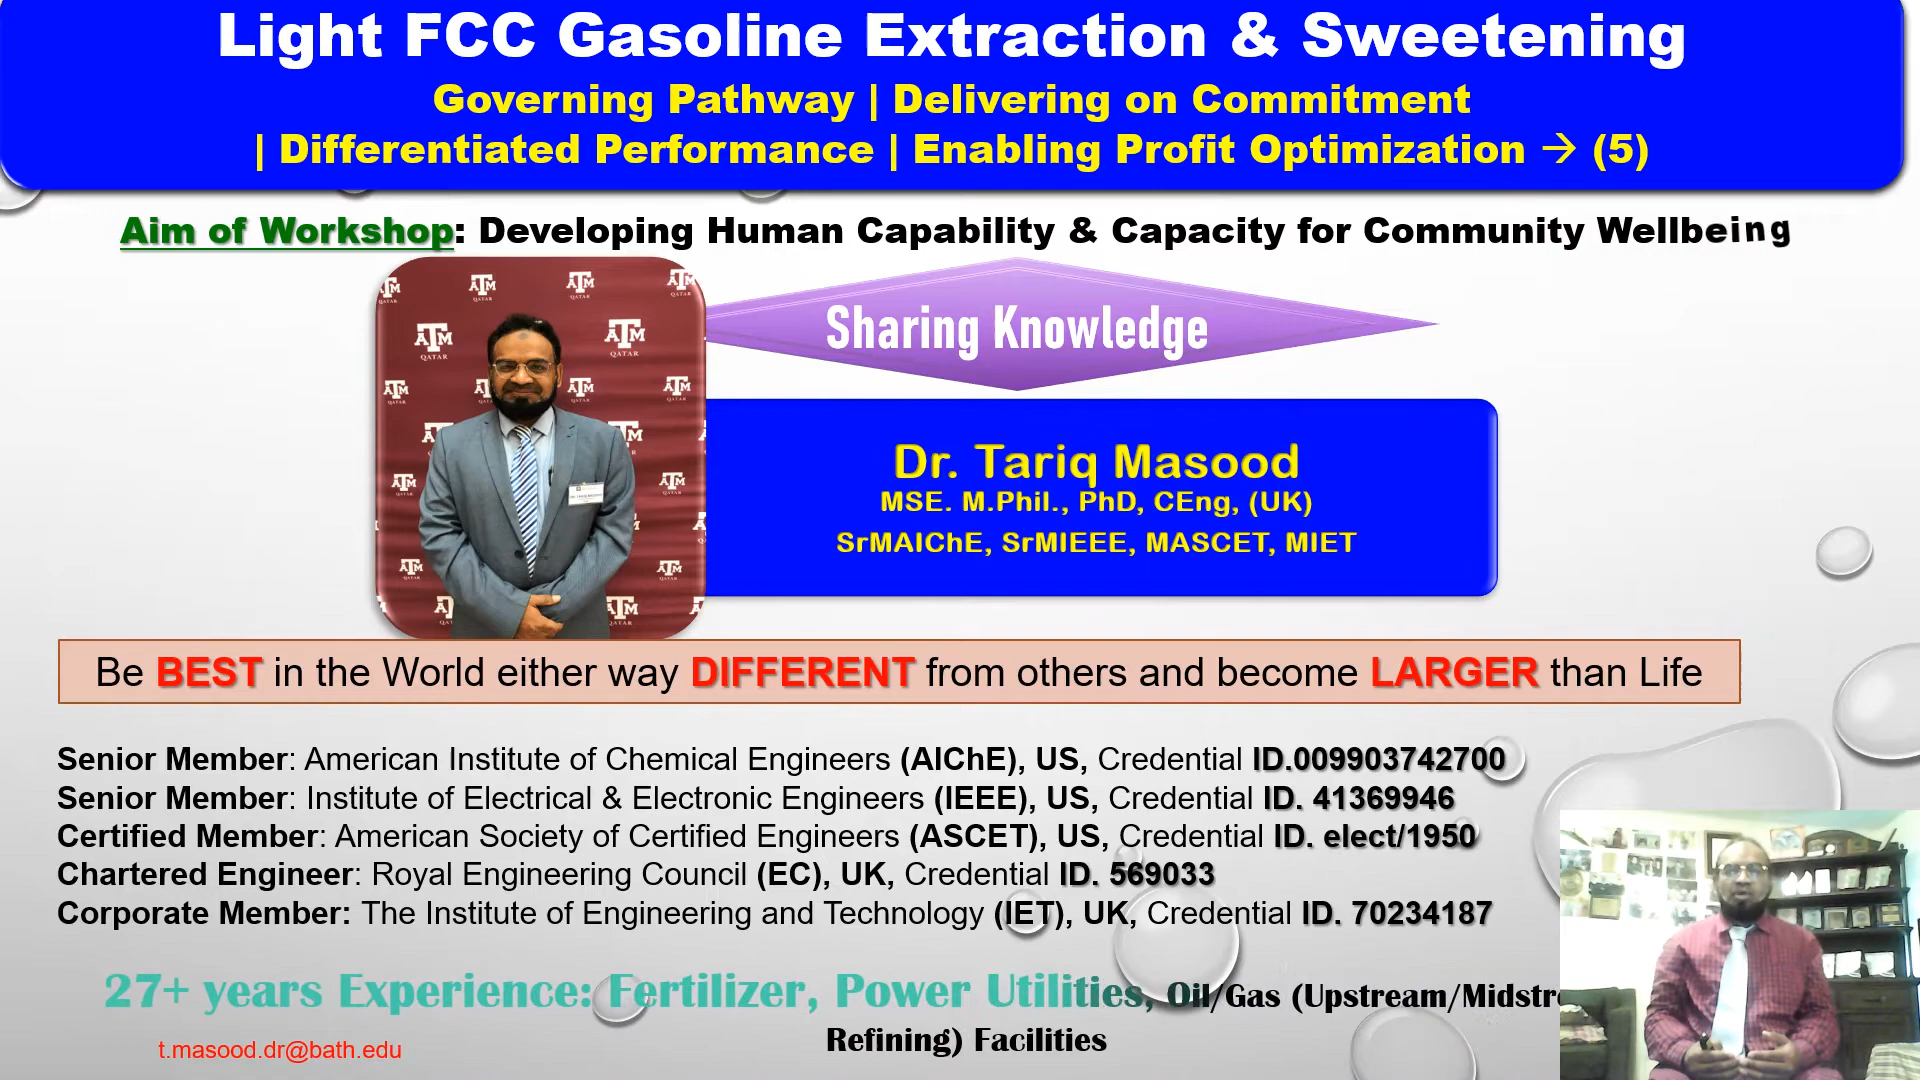 Light FCC Gasoline Extraction & Sweetening
Governing Pathway | Delivering on Commitment
| Differentiated Performance | Enabling Profit Optimization → (5)
Aim of Workshop: Developing Human Capability & Capacity for Community Wellbeing
Sharing Knowledge
ATM
QATAR
Dr. Tariq Masood
MSE. M.Phil., PhD, CEng, (UK)
SrMAIChE, SrMIEEE, MASCET, MIET
Be BEST in the World either way DIFFERENT from others and become LARGER than Life
Senior Member: American Institute of Chemical Engineers (AIChE), US, Credential ID.009903742700
Senior Member: Institute of Electrical & Electronic Engineers (IEEE), US, Credential ID. 41369946
Certified Member: American Society of Certified Engineers (ASCET), US, Credential ID. elect/1950
Chartered Engineer: Royal Engineering Council (EC), UK, Credential ID. 569033
Corporate Member: The Institute of Engineering and Technology (IET), UK, Credential ID. 70234187
27+ years Experience: Fertilizer, Power Utilities, Oil/Gas (Upstream/Midstre
Refining) Facilities
t.masood.dr@bath.edu